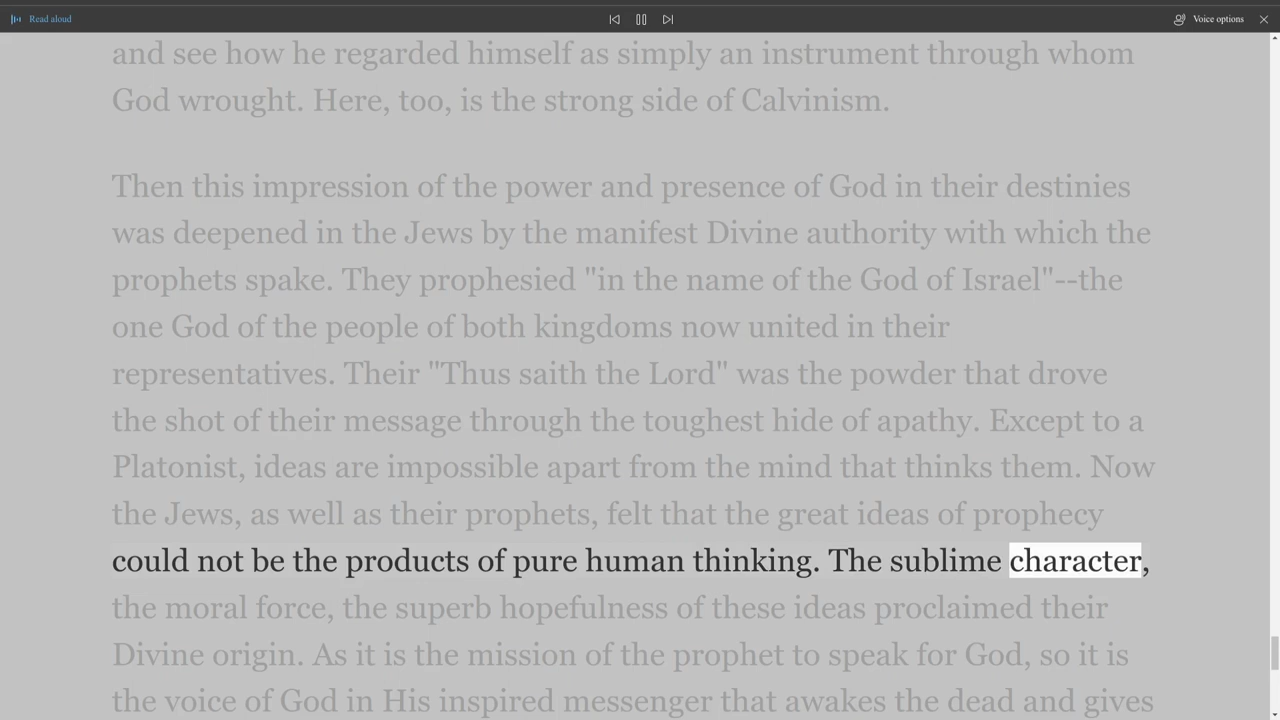 Read aloud
Voice options
and see how he regarded himself as simply an instrument through whom
God wrought. Here, too, is the strong side of Calvinism.
Then this impression of the power and presence of God in their destinies
was deepened in the Jews by the manifest Divine authority with which the
prophets spake. They prophesied "in the name of the God of Israel"--the
one God of the people of both kingdoms now united in their
representatives. Their "Thus saith the Lord" was the powder that drove
the shot of their message through the toughest hide of apathy. Except to a
Platonist, ideas are impossible apart from the mind that thinks them. Now
the Jews, as well as their prophets, felt that the great ideas of prophecy
could not be the products of pure human thinking. The sublime character,
the moral force, the superb hopefulness of these ideas proclaimed their
Divine origin. As it is the mission of the prophet to speak for God, so it is
the voice of God in His inspired messenger that awakes the dead and gives